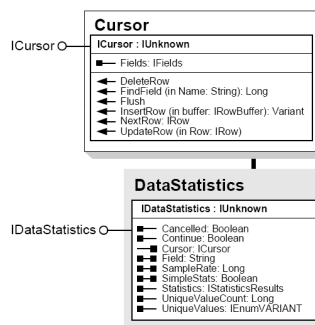 Cursor
ICursor
ICursor : IUnknown
Fields: IFields
DeleteRow
FindField (in Name: String): Long
Flush
InsertRow (in buffer: IRowBuffer): Variant
NextRow: IRow
UpdateRow (in Row: IRow)
DataStatistics
IDataStatistics
IDataStatistics : IUnknown
Cancelled: Boolean
Continue: Boolean
Cursor: ICursor
Field: String
SampleRate: Long
SimpleStats: Boolean
Statistics: IStatisticsResults
UniqueValueCount: Long
UniqueValues: IEnumVARIANT